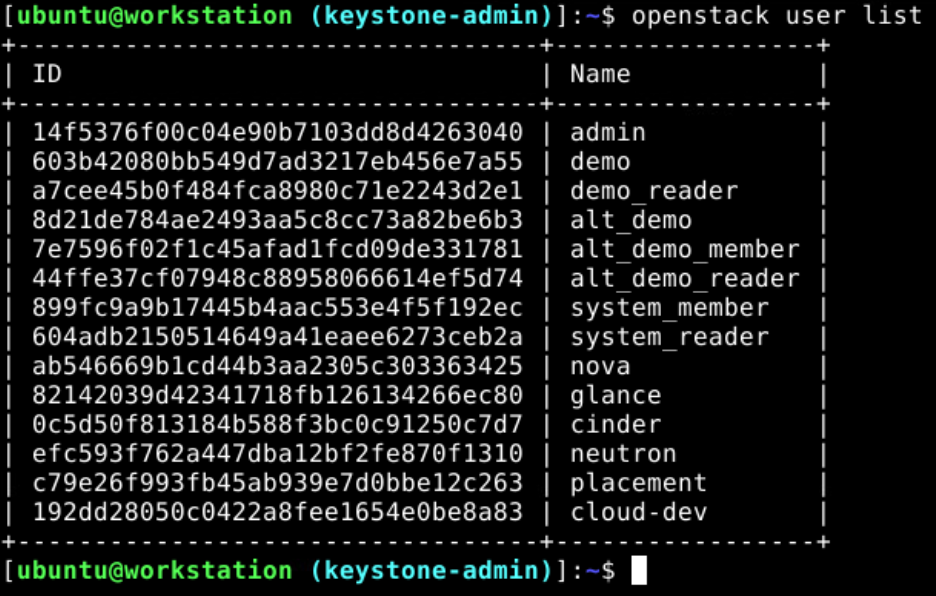 [ubuntu@workstation (keystone-admin)]:~$ openstack user list
+----------------------------------+-----------------+
| ID                               | Name            |
+----------------------------------+-----------------+
| 14f5376f00c04e90b7103dd8d4263040 | admin           |
| 603b42080bb549d7ad3217eb456e7a55 | demo            |
| a7cee45b0f484fca8980c71e2243d2e1 | demo_reader     |
| 8d21de784ae2493aa5c8cc73a82be6b3 | alt_demo        |
| 7e7596f02f1c45afad1fcd09de331781 | alt_demo_member |
| 44ffe37cf07948c88958066614ef5d74 | alt_demo_reader |
| 899fc9a9b17445b4aac553e4f5f192ec | system_member   |
| 604adb2150514649a41eaee6273ceb2a | system_reader   |
| ab546669b1cd44b3aa2305c303363425 | nova            |
| 82142039d42341718fb126134266ec80 | glance          |
| 0c5d50f813184b588f3bc0c91250c7d7 | cinder          |
| efc593f762a447dba12bf2fe870f1310 | neutron         |
| c79e26f993fb45ab939e7d0bbe12c263 | placement       |
| 192dd28050c0422a8fee1654e0be8a83 | cloud-dev       |
+----------------------------------+-----------------+
[ubuntu@workstation (keystone-admin)]:~$